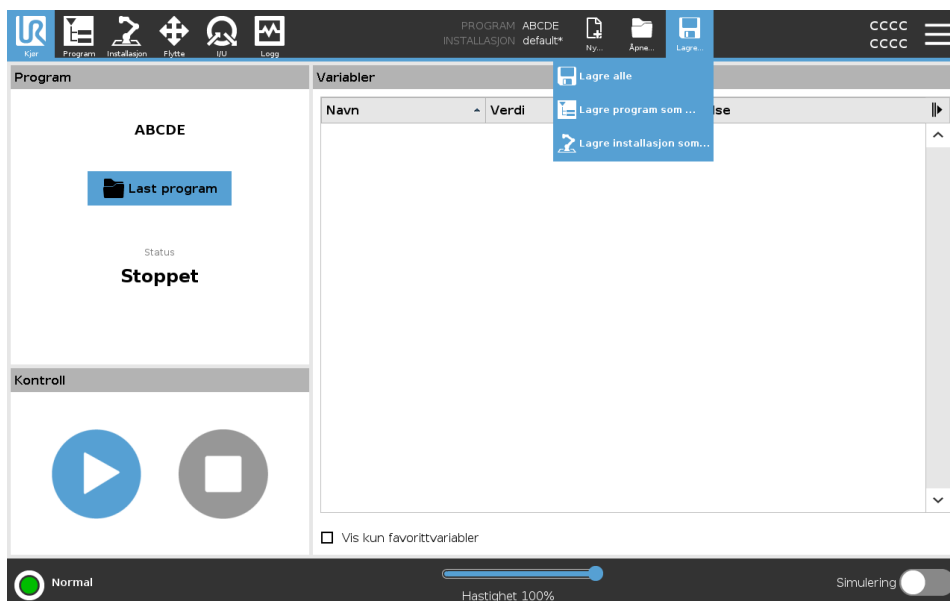 PROGRAM ABCDE
INSTALLASJON default*
CCCC
CCCC
Kjør
Program
Installasjon
Flytte
I/U
Logg
Ny...
Åpne...
Lagre...
Lagre alle
Lagre program som ...
Lagre installasjon som...
Program
Variabler
ABCDE
Last program
Status
Stoppet
Navn
Verdi
lse
Kontroll
Vis kun favorittvariabler
Normal
Hastighet 100%
Simulering